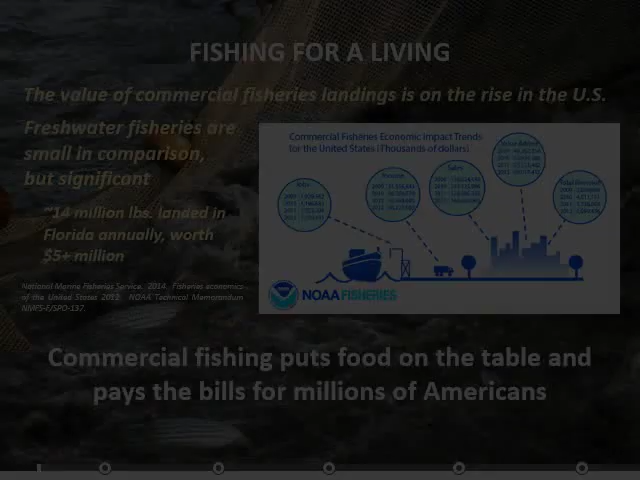 FISHING FOR A LIVING
The value of commercial fisheries landings is on the rise in the U.S.
Freshwater fisheries are
small in comparison,
but significant
~14 million lbs. landed in
Florida annually, worth
$5+ million
National Marine Fisheries Service. 2014. Fisheries economics
of the United States 2012. NOAA Technical Memorandum
NMFS-F/SPO-137.
Commercial Fisheries Economic Impact Trends
for the United States (Thousands of dollars)
Jobs
Income
Sales
Value Added
Total Revenue
NOAA FISHERIES
Commercial fishing puts food on the table and
pays the bills for millions of Americans